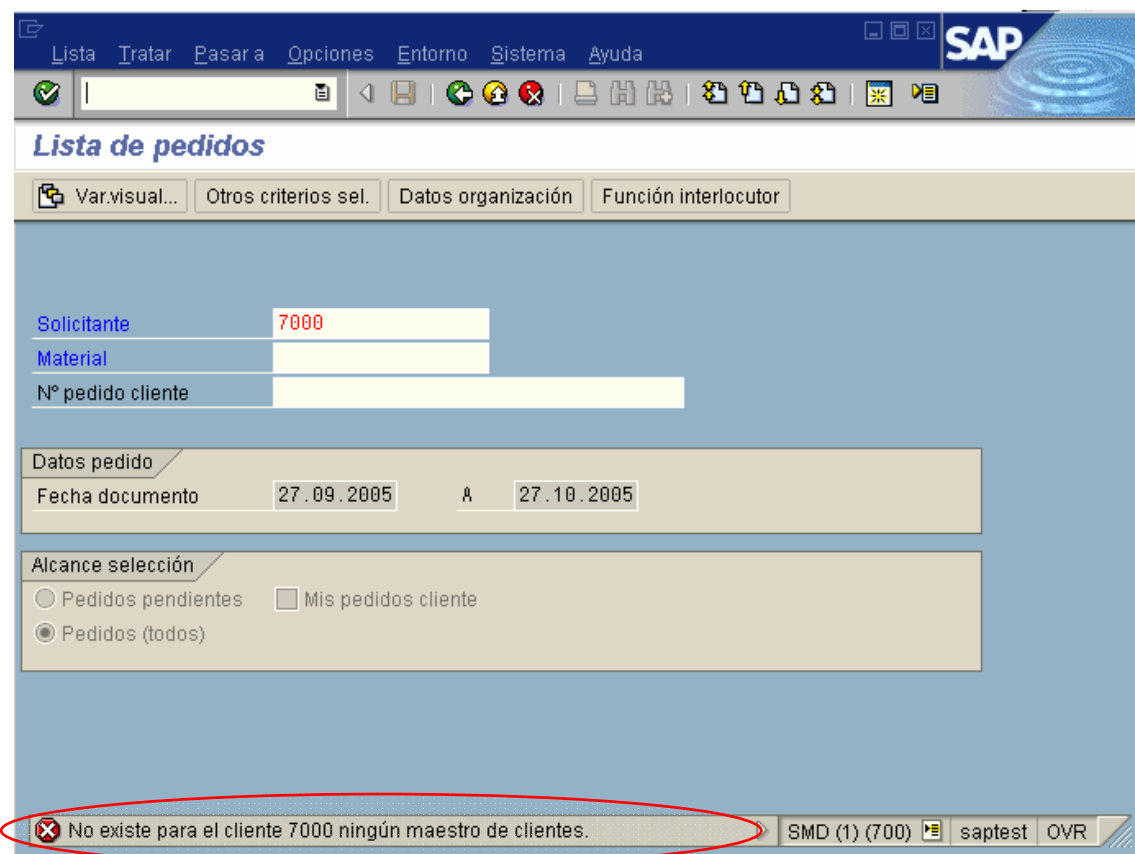 Lista Tratar Pasar a Opciones Entorno Sistema Ayuda
SAP
Lista de pedidos
Var.visual... Otros criterios sel. Datos organización Función interlocutor
Solicitante 7000
Material
Nº pedido cliente
Datos pedido
Fecha documento 27.09.2005 A 27.10.2005
Alcance selección
Pedidos pendientes Mis pedidos cliente
Pedidos (todos)
No existe para el cliente 7000 ningún maestro de clientes. SMD (1) (700) saptest OVR